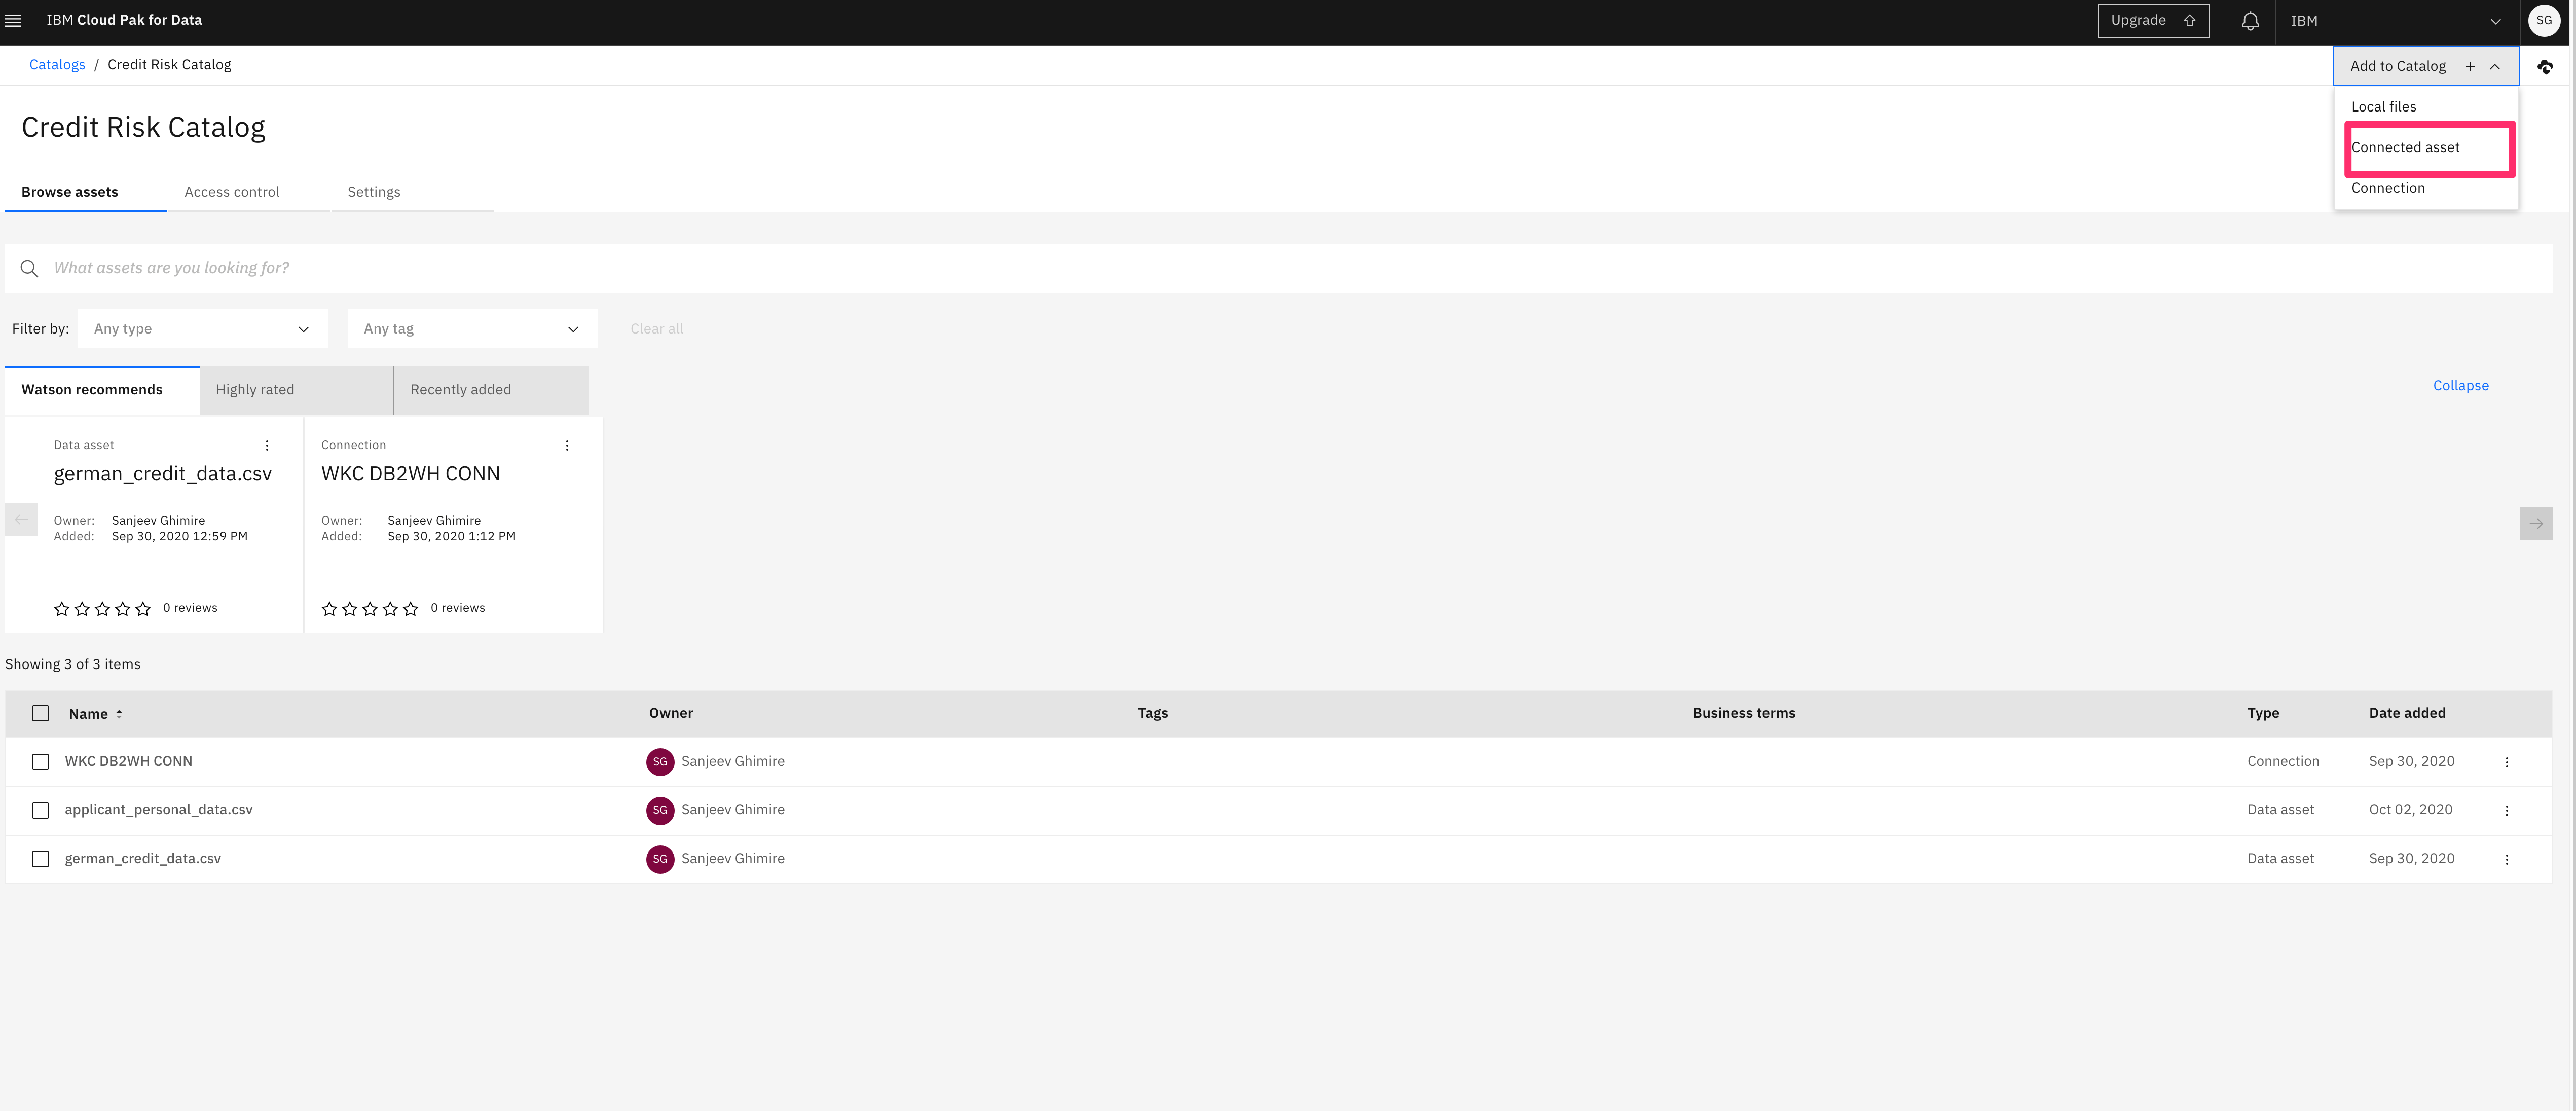 IBM Cloud Pak for Data
Upgrade
IBM
SG
Catalogs / Credit Risk Catalog
Add to Catalog +
Local files
Connected asset
Connection
Credit Risk Catalog
Browse assets
Access control
Settings
What assets are you looking for?
Filter by:
Any type
Any tag
Clear all
Watson recommends
Highly rated
Recently added
Collapse
Data asset
german_credit_data.csv
Owner: Sanjeev Ghimire
Added: Sep 30, 2020 12:59 PM
0 reviews
Connection
WKC DB2WH CONN
Owner: Sanjeev Ghimire
Added: Sep 30, 2020 1:12 PM
0 reviews
Showing 3 of 3 items
Name Owner Tags Business terms Type Date added
WKC DB2WH CONN SG Sanjeev Ghimire Connection Sep 30, 2020
applicant_personal_data.csv SG Sanjeev Ghimire Data asset Oct 02, 2020
german_credit_data.csv SG Sanjeev Ghimire Data asset Sep 30, 2020